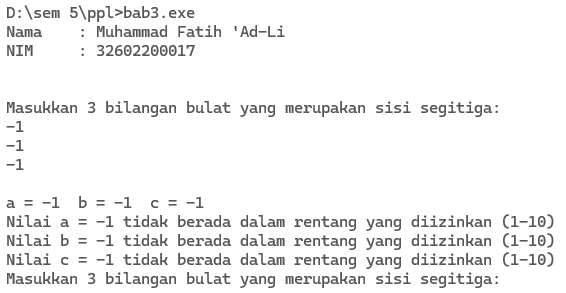 D:\sem 5\ppl>bab3.exe
Nama    : Muhammad Fatih 'Ad-Li
NIM     : 32602200017
Masukkan 3 bilangan bulat yang merupakan sisi segitiga:
-1
-1
-1
a = -1  b = -1  c = -1
Nilai a = -1 tidak berada dalam rentang yang diizinkan (1-10)
Nilai b = -1 tidak berada dalam rentang yang diizinkan (1-10)
Nilai c = -1 tidak berada dalam rentang yang diizinkan (1-10)
Masukkan 3 bilangan bulat yang merupakan sisi segitiga: